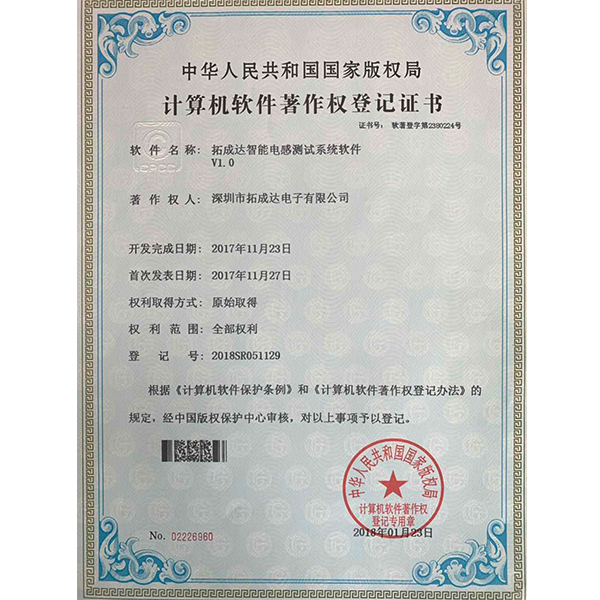 中华人民共和国国家版权局
计算机软件著作权登记证书
证书号： 软著登字第2380224号
软件名称： 拓成达智能电感测试系统软件
V1.0
CPCC
著作权人： 深圳市拓成达电子有限公司
开发完成日期： 2017年11月23日
首次发表日期： 2017年11月27日
权利取得方式： 原始取得
权利范围： 全部权利
登记号： 2018SR051129
根据《计算机软件保护条例》和《计算机软件著作权登记办法》的
规定，经中国版权保护中心审核，对以上事项予以登记。
中华人民共和国国家版权局
计算机软件著作权
登记专用章
No. 02226960
2018年01月23日